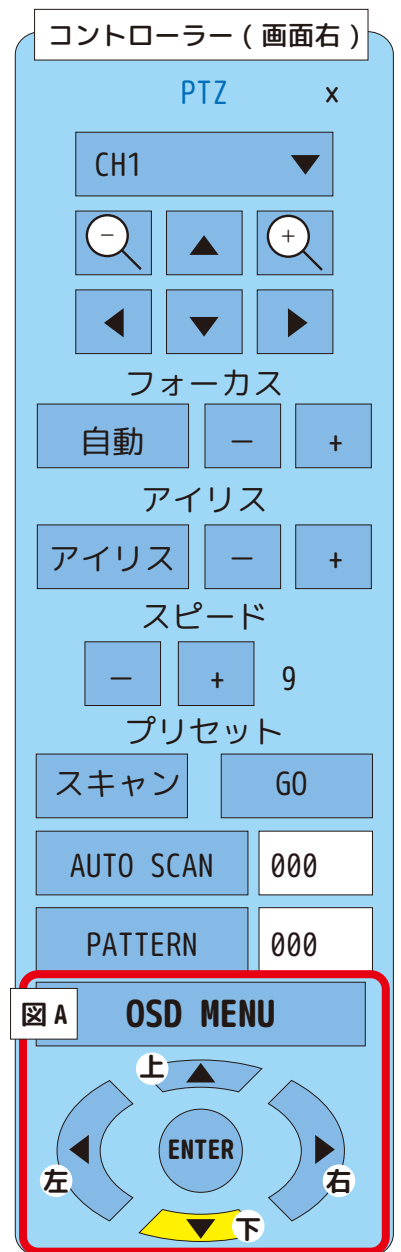 コントローラー ( 画面右 )
PTZ x
CH1
− +
フォーカス
自動 − +
アイリス
アイリス − +
スピード
− + 9
プリセット
スキャン GO
AUTO SCAN 000
PATTERN 000
図 A OSD MENU
上
左 ENTER 右
下